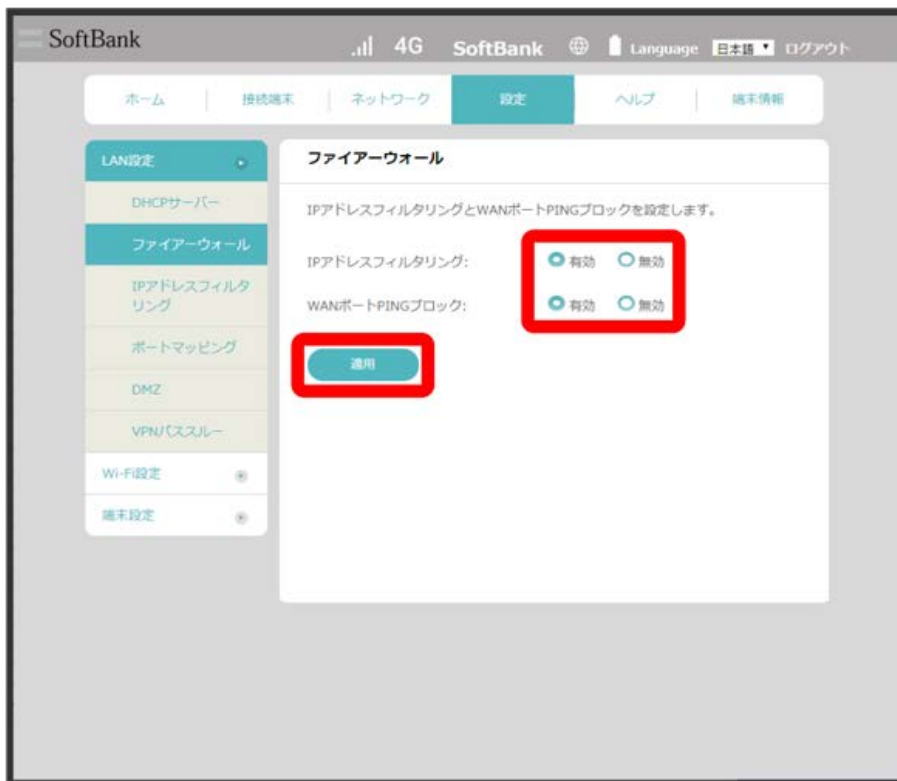 SoftBank
4G SoftBank Language 日本語 ログアウト
ホーム 接続端末 ネットワーク 設定 ヘルプ 端末情報
LAN設定
DHCPサーバー
ファイアーウォール
IPアドレスフィルタ
リング
ポートマッピング
DMZ
VPNパススルー
Wi-Fi設定
端末設定
ファイアーウォール
IPアドレスフィルタリングとWANポートPINGブロックを設定します。
IPアドレスフィルタリング: 有効 無効
WANポートPINGブロック: 有効 無効
適用